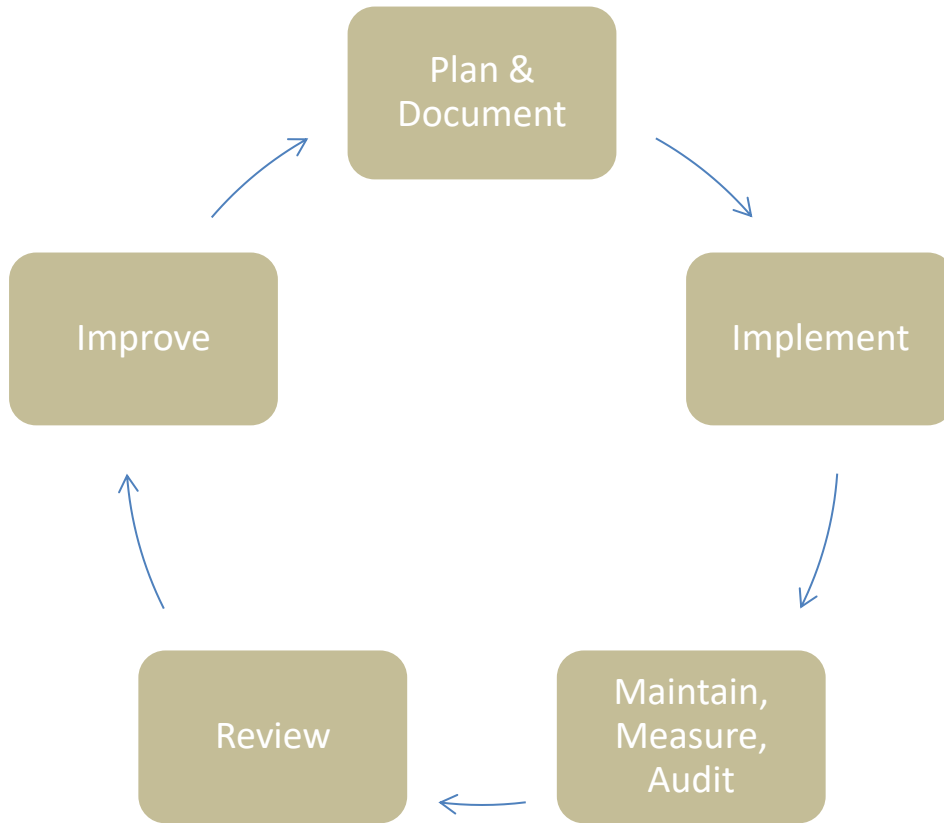 Plan &
Document
Improve
Implement
Review
Maintain,
Measure,
Audit